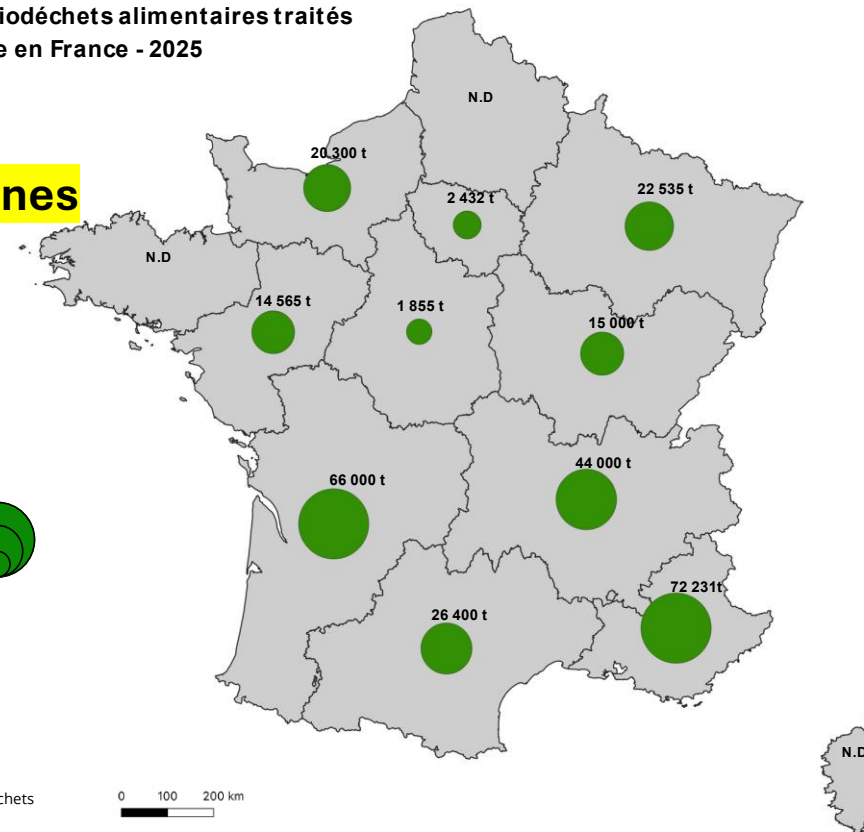 iodéchets alimentaires traités
e en France - 2025
N.D
20 300 t
nes
2 432 t
22 535 t
N.D
14 565 t
1 855 t
15 000 t
44 000 t
66 000 t
72 231t
26 400 t
N.D
chets
0 100 200 km